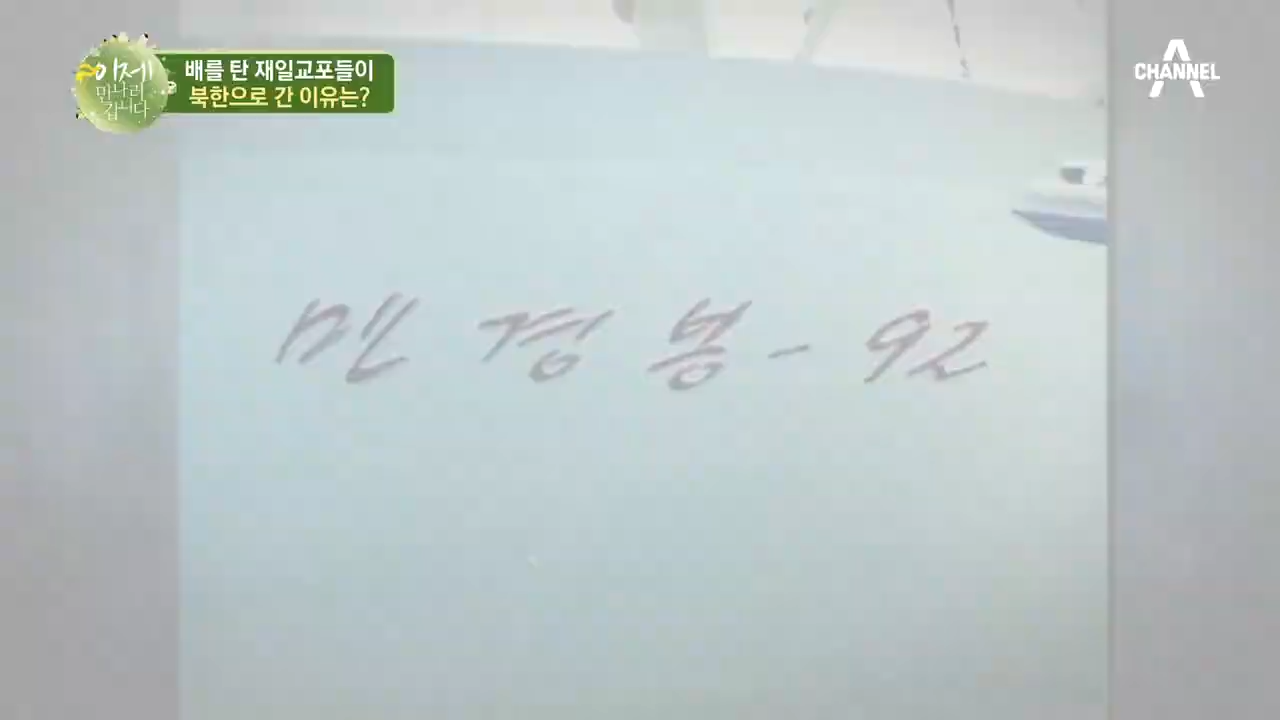 이제
만나러
갑니다
배를 탄 재일교포들이
북한으로 간 이유는?
CHANNEL A
만경봉-92